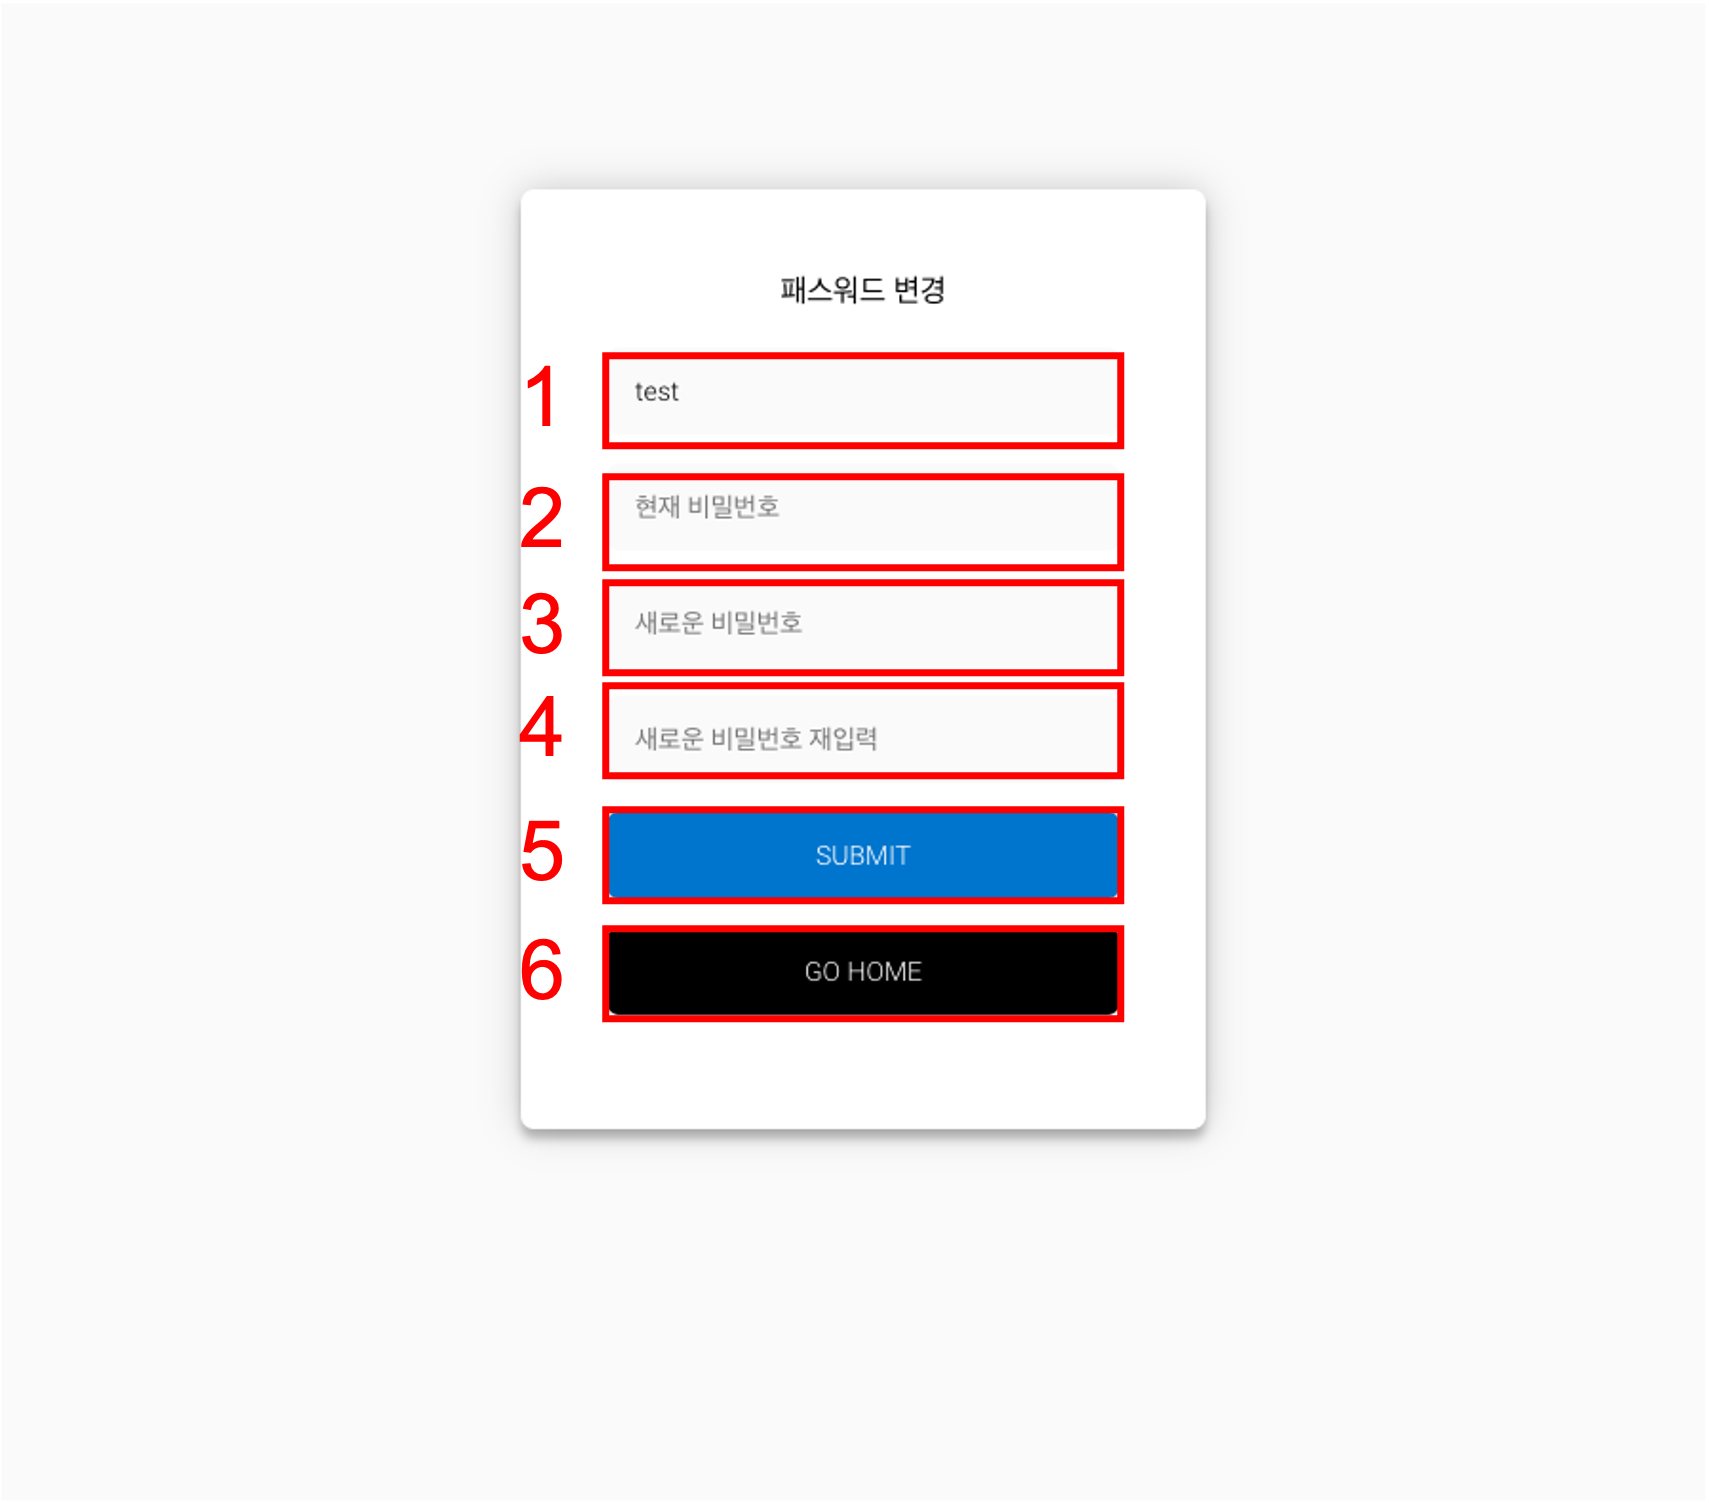 패스워드 변경
1 test
2 현재 비밀번호
3 새로운 비밀번호
4 새로운 비밀번호 재입력
5 SUBMIT
6 GO HOME